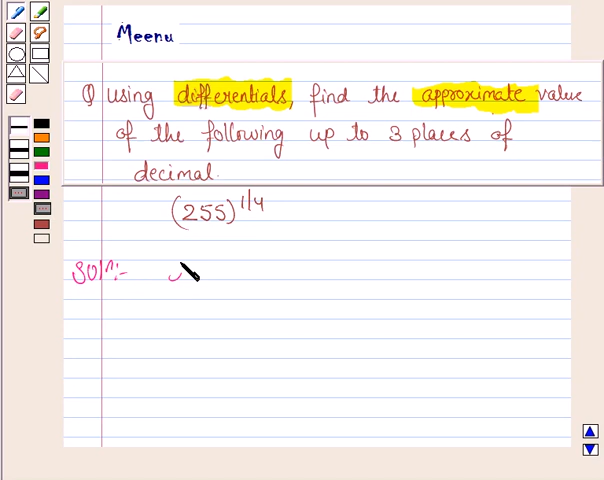 Meenu
Q Using differentials, find the approximate value
of the following up to 3 places of
decimal.
(255)^1/4
Solⁿ:-